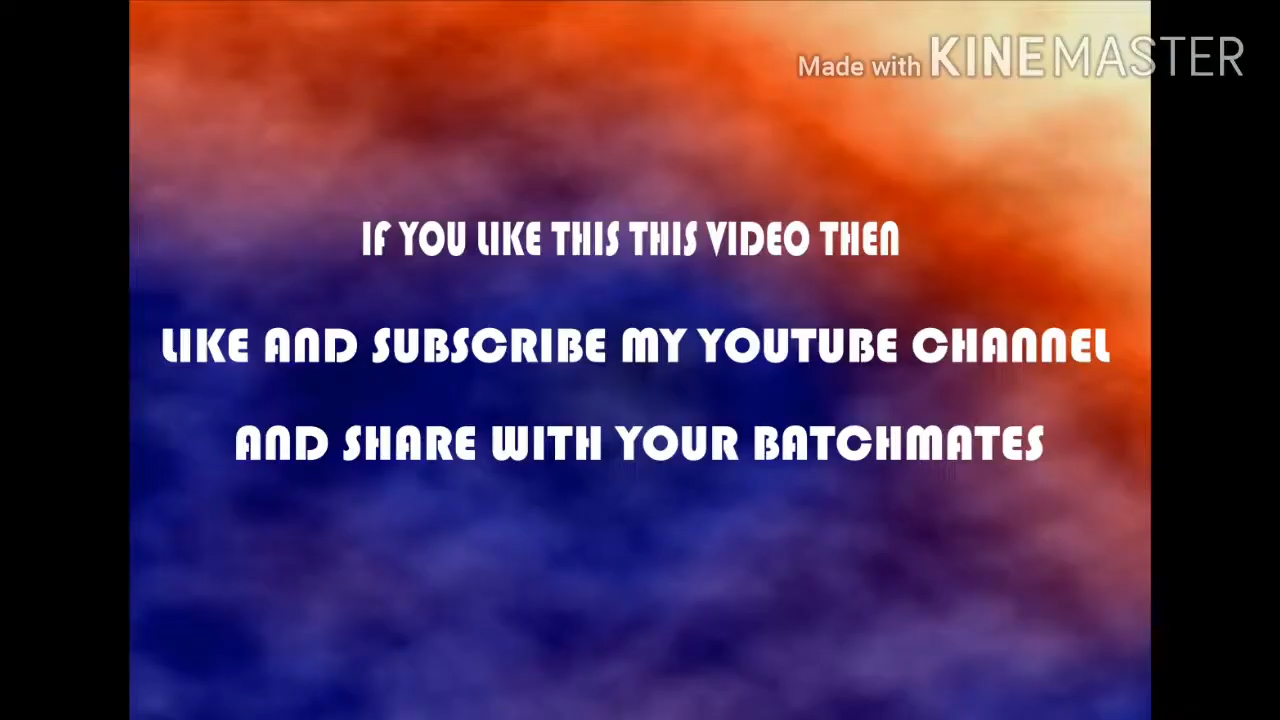 Made with KINEMASTER
IF YOU LIKE THIS THIS VIDEO THEN
LIKE AND SUBSCRIBE MY YOUTUBE CHANNEL
AND SHARE WITH YOUR BATCHMATES